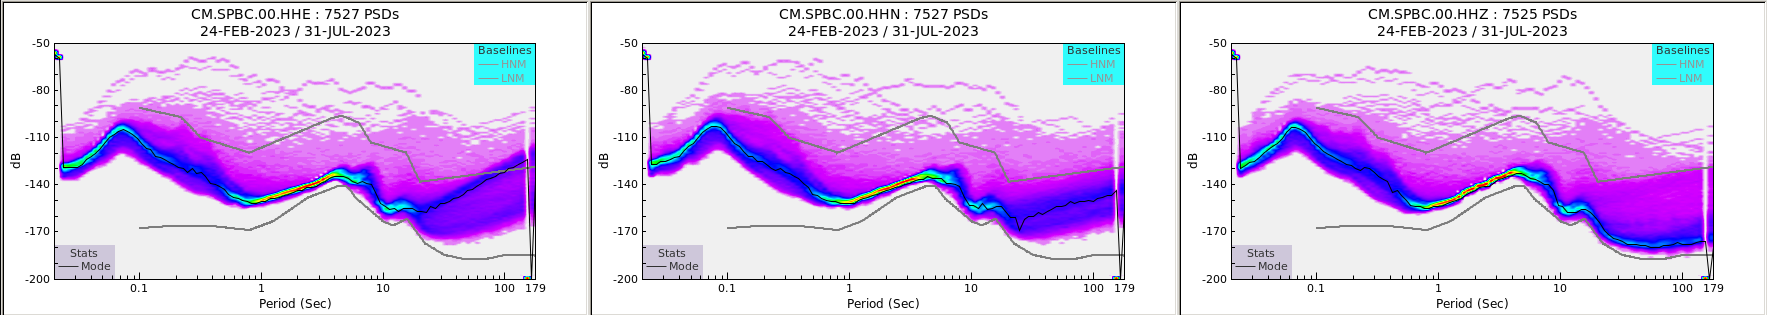 CM.SPBC.00.HHE : 7527 PSDs
24-FEB-2023 / 31-JUL-2023
-50
-80
-110
-140
-170
-200
dB
Baselines
HNM
LNM
Stats
Mode
0.1
1
10
100
179
Period (Sec)
CM.SPBC.00.HHN : 7527 PSDs
24-FEB-2023 / 31-JUL-2023
-50
-80
-110
-140
-170
-200
dB
Baselines
HNM
LNM
Stats
Mode
0.1
1
10
100
179
Period (Sec)
CM.SPBC.00.HHZ : 7525 PSDs
24-FEB-2023 / 31-JUL-2023
-50
-80
-110
-140
-170
-200
dB
Baselines
HNM
LNM
Stats
Mode
0.1
1
10
100
179
Period (Sec)